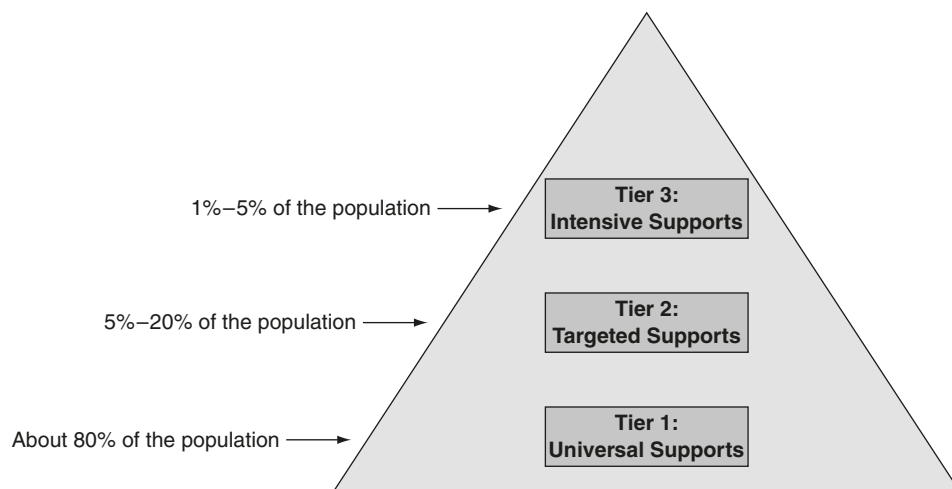 Tier 3:
Intensive Supports
1%–5% of the population
Tier 2:
Targeted Supports
5%–20% of the population
Tier 1:
Universal Supports
About 80% of the population